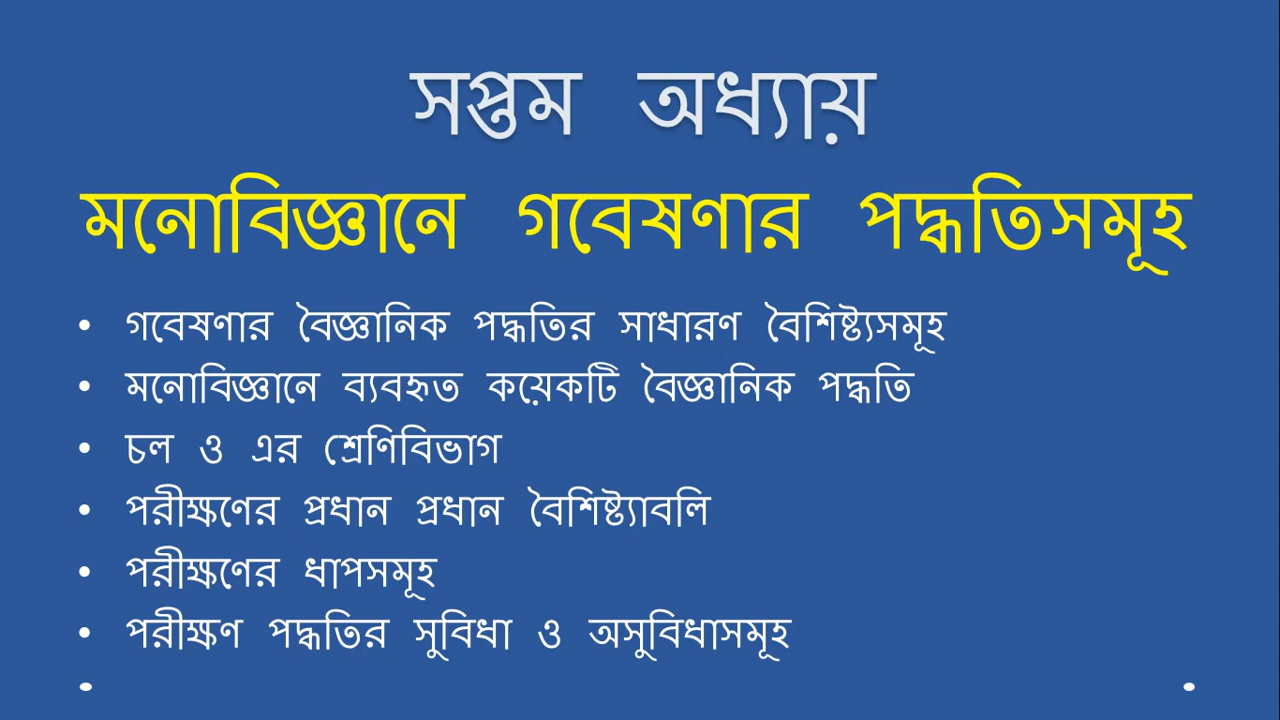 সপ্তম অধ্যায়
মনোবিজ্ঞানে গবেষণার পদ্ধতিসমূহ
• গবেষণার বৈজ্ঞানিক পদ্ধতির সাধারণ বৈশিষ্ট্যসমূহ
• মনোবিজ্ঞানে ব্যবহৃত কয়েকটি বৈজ্ঞানিক পদ্ধতি
• চল ও এর শ্রেণিবিভাগ
• পরীক্ষণের প্রধান প্রধান বৈশিষ্ট্যাবলি
• পরীক্ষণের ধাপসমূহ
• পরীক্ষণ পদ্ধতির সুবিধা ও অসুবিধাসমূহ